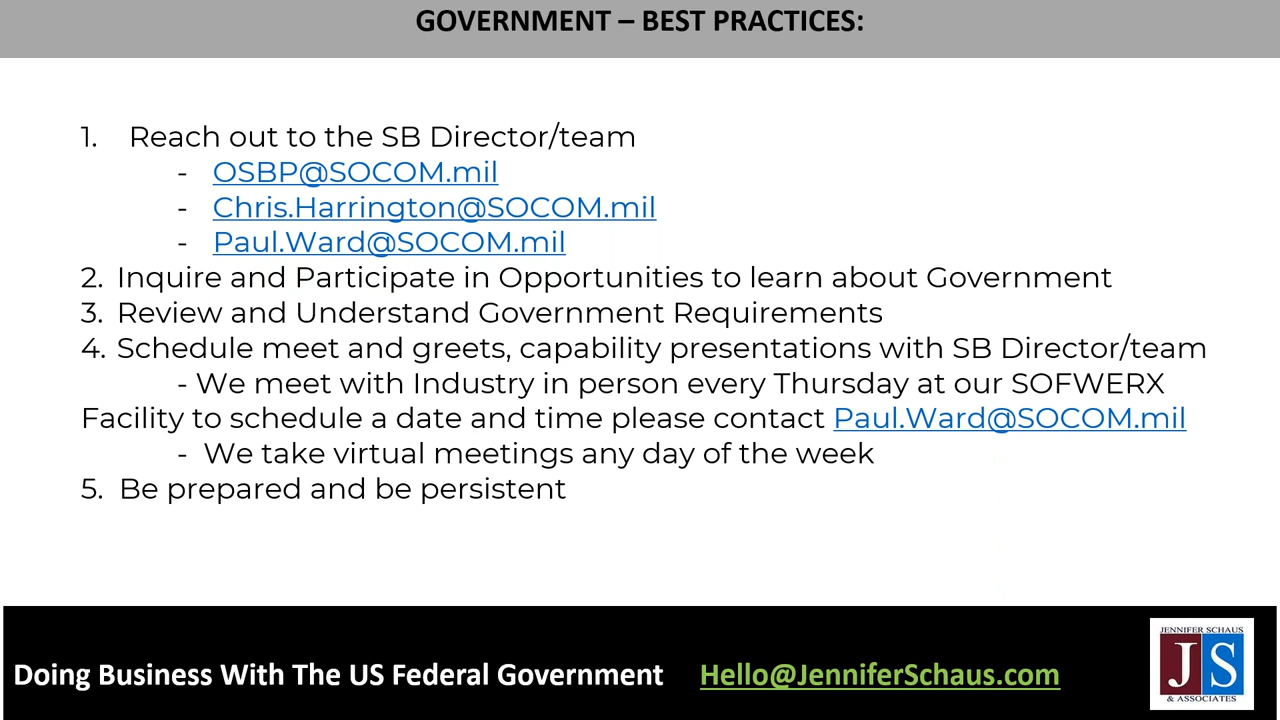 GOVERNMENT – BEST PRACTICES:
1. Reach out to the SB Director/team
- OSBP@SOCOM.mil
- Chris.Harrington@SOCOM.mil
- Paul.Ward@SOCOM.mil
2. Inquire and Participate in Opportunities to learn about Government
3. Review and Understand Government Requirements
4. Schedule meet and greets, capability presentations with SB Director/team
- We meet with Industry in person every Thursday at our SOFWERX
Facility to schedule a date and time please contact Paul.Ward@SOCOM.mil
- We take virtual meetings any day of the week
5. Be prepared and be persistent
Doing Business With The US Federal Government Hello@JenniferSchaus.com
JENNIFER SCHAUS
JS
& ASSOCIATES